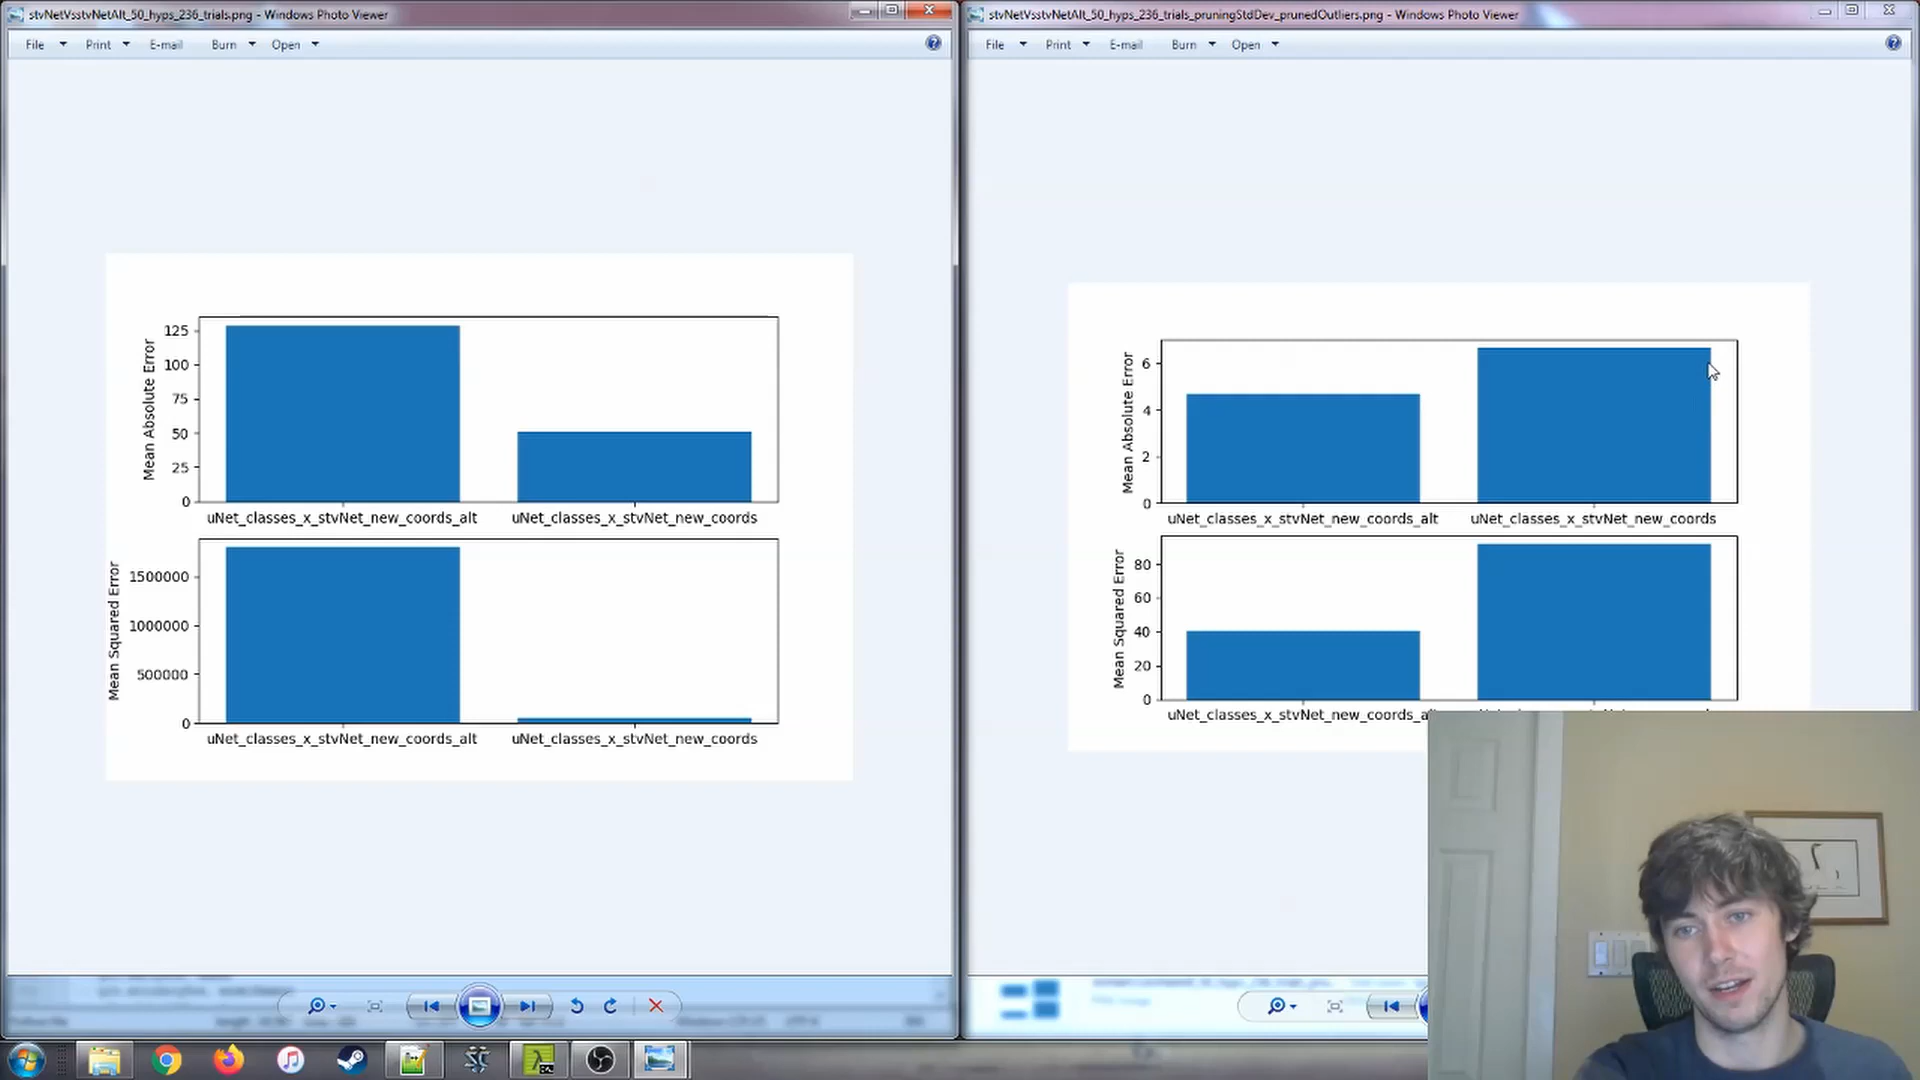 stvNetVsstvNetAlt_50_hyps_236_trials.png - Windows Photo Viewer
File Print E-mail Burn Open
125
100
75
50
25
0
Mean Absolute Error
uNet_classes_x_stvNet_new_coords_alt uNet_classes_x_stvNet_new_coords
1500000
1000000
500000
0
Mean Squared Error
uNet_classes_x_stvNet_new_coords_alt uNet_classes_x_stvNet_new_coords
stvNetVsstvNetAlt_50_hyps_236_trials_pruningStdDev_prunedOutliers.png - Windows Photo Viewer
File Print E-mail Burn Open
6
4
2
0
Mean Absolute Error
uNet_classes_x_stvNet_new_coords_alt uNet_classes_x_stvNet_new_coords
80
60
40
20
0
Mean Squared Error
uNet_classes_x_stvNet_new_coords_a